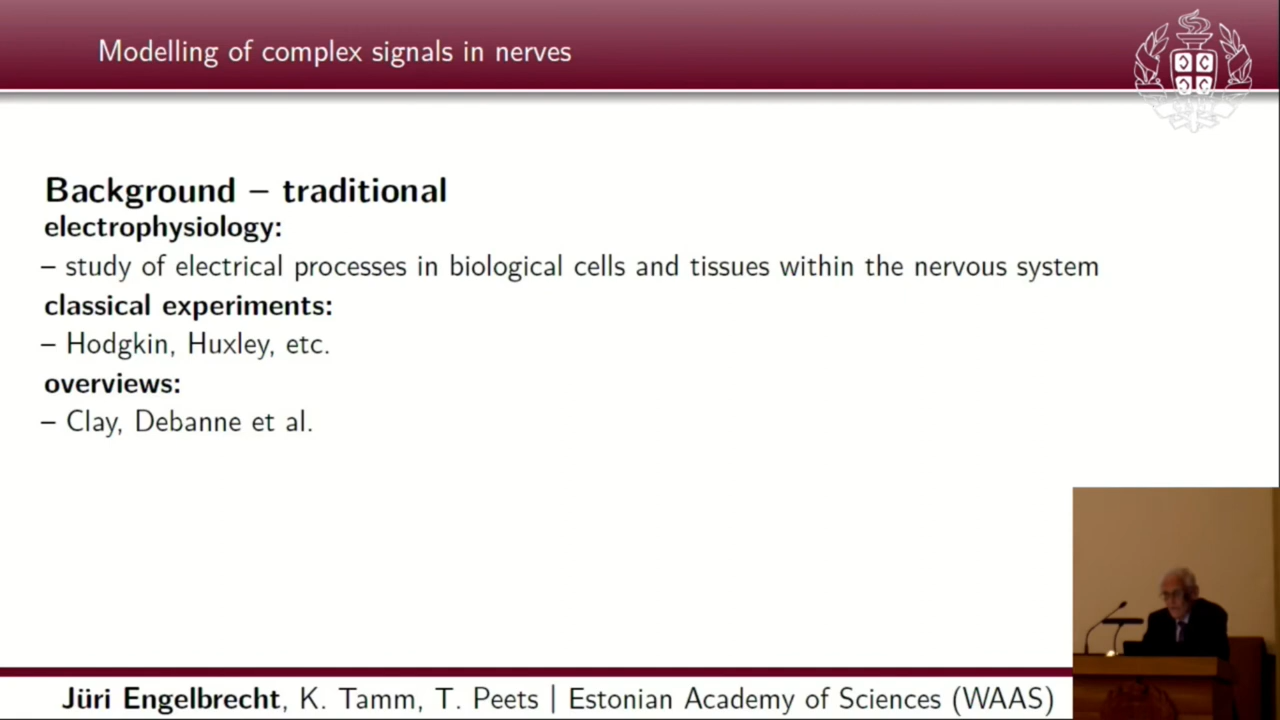 Modelling of complex signals in nerves
Background – traditional
electrophysiology:
– study of electrical processes in biological cells and tissues within the nervous system
classical experiments:
– Hodgkin, Huxley, etc.
overviews:
– Clay, Debanne et al.
Jüri Engelbrecht, K. Tamm, T. Peets | Estonian Academy of Sciences (WAAS)